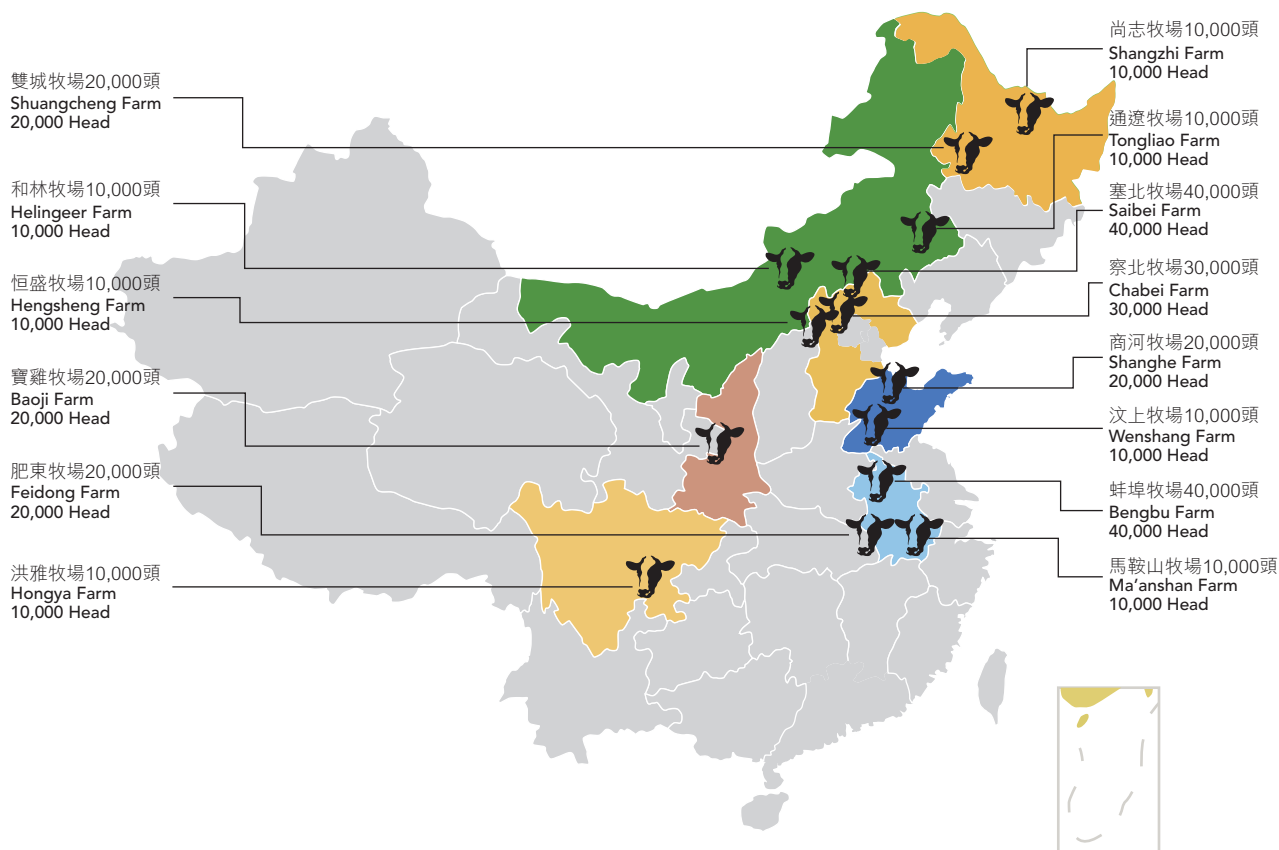 雙城牧場20,000頭
Shuangcheng Farm
20,000 Head
和林牧場10,000頭
Helingeer Farm
10,000 Head
恒盛牧場10,000頭
Hengsheng Farm
10,000 Head
寶雞牧場20,000頭
Baoji Farm
20,000 Head
肥東牧場20,000頭
Feidong Farm
20,000 Head
洪雅牧場10,000頭
Hongya Farm
10,000 Head
尚志牧場10,000頭
Shangzhi Farm
10,000 Head
通遼牧場10,000頭
Tongliao Farm
10,000 Head
塞北牧場40,000頭
Saibei Farm
40,000 Head
察北牧場30,000頭
Chabei Farm
30,000 Head
商河牧場20,000頭
Shanghe Farm
20,000 Head
汶上牧場10,000頭
Wenshang Farm
10,000 Head
蚌埠牧場40,000頭
Bengbu Farm
40,000 Head
馬鞍山牧場10,000頭
Ma'anshan Farm
10,000 Head